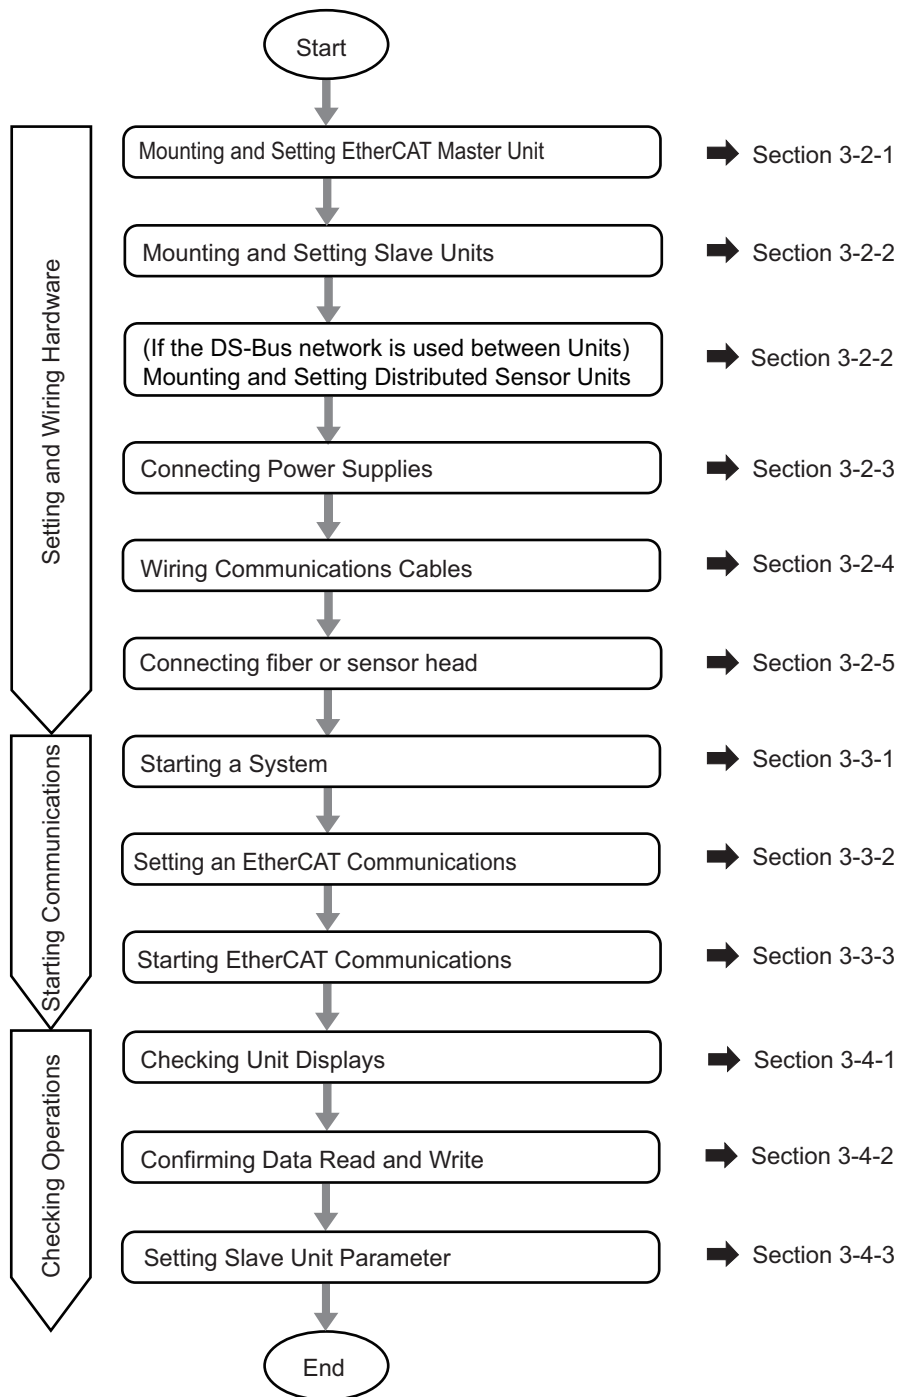 Start
Setting and Wiring Hardware
Mounting and Setting EtherCAT Master Unit
Section 3-2-1
Mounting and Setting Slave Units
Section 3-2-2
(If the DS-Bus network is used between Units)
Mounting and Setting Distributed Sensor Units
Section 3-2-2
Connecting Power Supplies
Section 3-2-3
Wiring Communications Cables
Section 3-2-4
Connecting fiber or sensor head
Section 3-2-5
Starting Communications
Starting a System
Section 3-3-1
Setting an EtherCAT Communications
Section 3-3-2
Starting EtherCAT Communications
Section 3-3-3
Checking Operations
Checking Unit Displays
Section 3-4-1
Confirming Data Read and Write
Section 3-4-2
Setting Slave Unit Parameter
Section 3-4-3
End